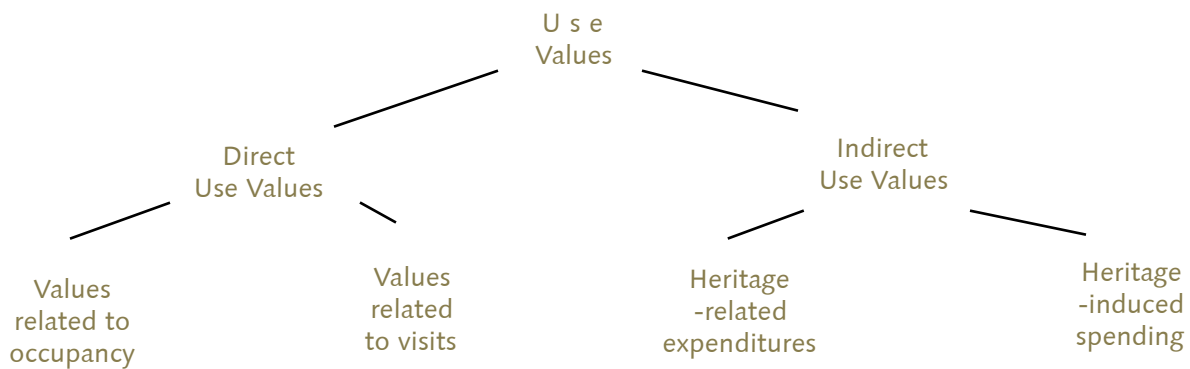 U s e
Values
Direct
Use Values
Indirect
Use Values
Values
related to
occupancy
Values
related
to visits
Heritage
-related
expenditures
Heritage
-induced
spending